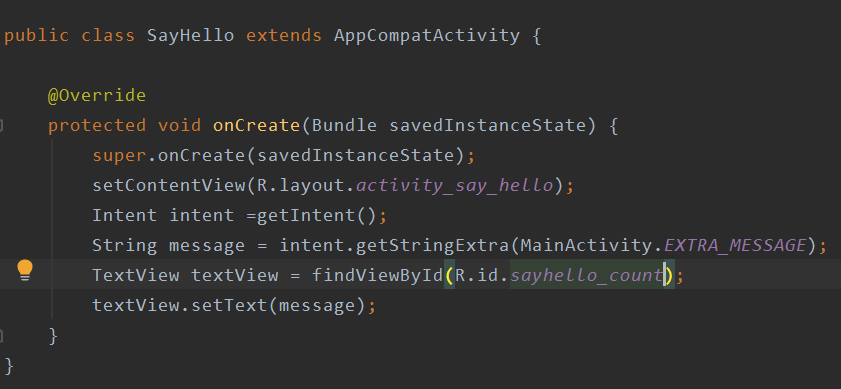 public class SayHello extends AppCompatActivity {
@Override
protected void onCreate(Bundle savedInstanceState) {
super.onCreate(savedInstanceState);
setContentView(R.layout.activity_say_hello);
Intent intent =getIntent();
String message = intent.getStringExtra(MainActivity.EXTRA_MESSAGE);
TextView textView = findViewById(R.id.sayhello_count);
textView.setText(message);
}
}